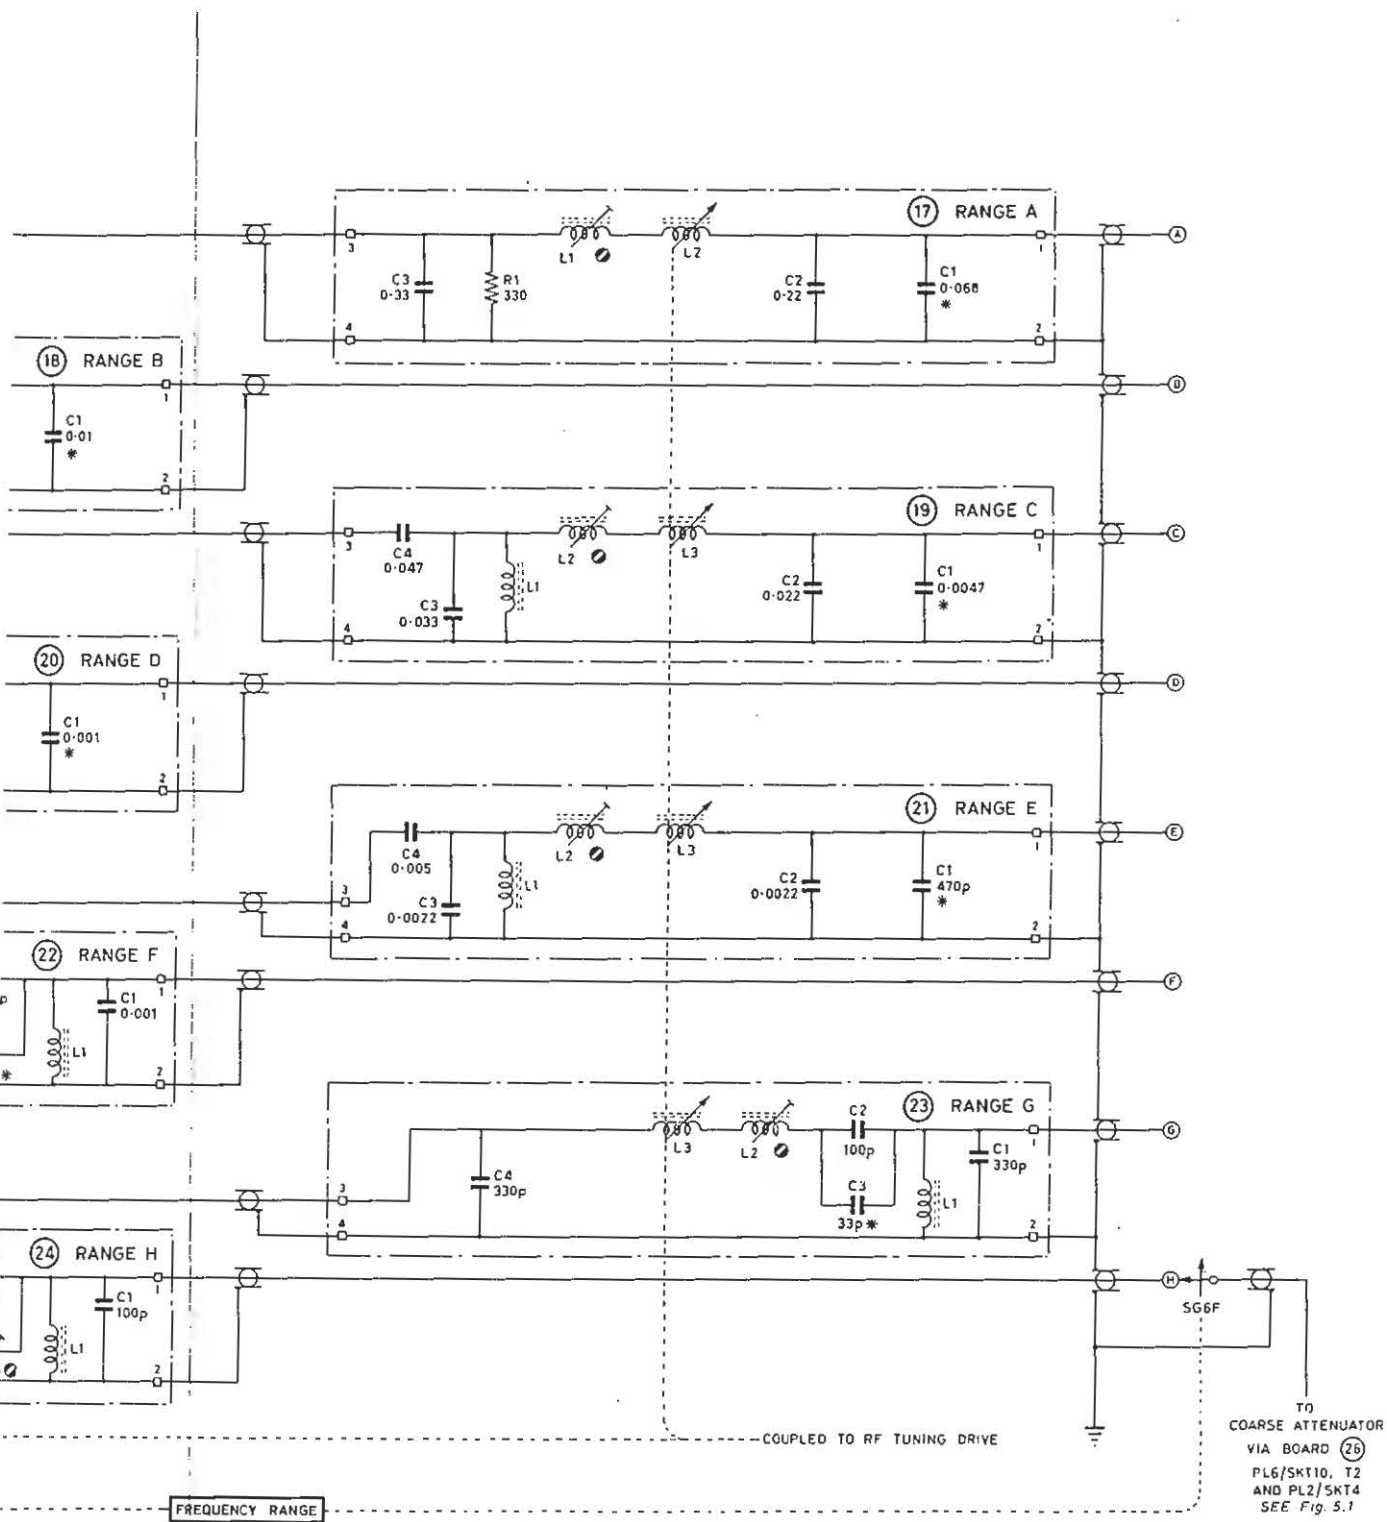 17 RANGE A
A
3
L1
L2
C3
0·33
R1
330
C2
0·22
C1
0·068
*
1
4
2
18 RANGE B
B
1
C1
0·01
*
2
19 RANGE C
C
3
C4
0·047
L2
L3
1
C3
0·033
L1
C2
0·022
C1
0·0047
*
4
2
20 RANGE D
D
1
C1
0·001
*
2
21 RANGE E
E
C4
0·005
L2
L3
1
3
C3
0·0022
L1
C2
0·0022
C1
470p
*
4
2
22 RANGE F
F
p
C1
0·001
1
L1
*
2
23 RANGE G
G
L3
L2
C2
100p
1
C4
330p
C3
33p *
L1
C1
330p
3
4
2
24 RANGE H
H
1
C1
100p
L1
2
SG6F
COUPLED TO RF TUNING DRIVE
TO
COARSE ATTENUATOR
VIA BOARD 26
PL6/SKT10, T2
AND PL2/SKT4
SEE Fig. 5.1
FREQUENCY RANGE